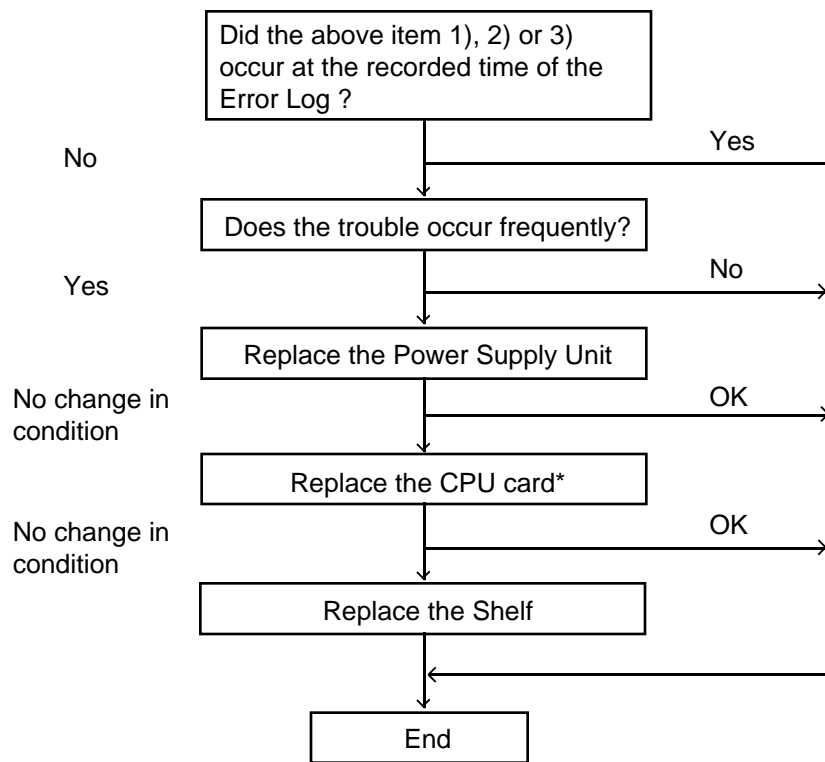 Did the above item 1), 2) or 3)
occur at the recorded time of the
Error Log ?
No
Yes
Does the trouble occur frequently?
Yes
No
Replace the Power Supply Unit
No change in
condition
OK
Replace the CPU card*
No change in
condition
OK
Replace the Shelf
End